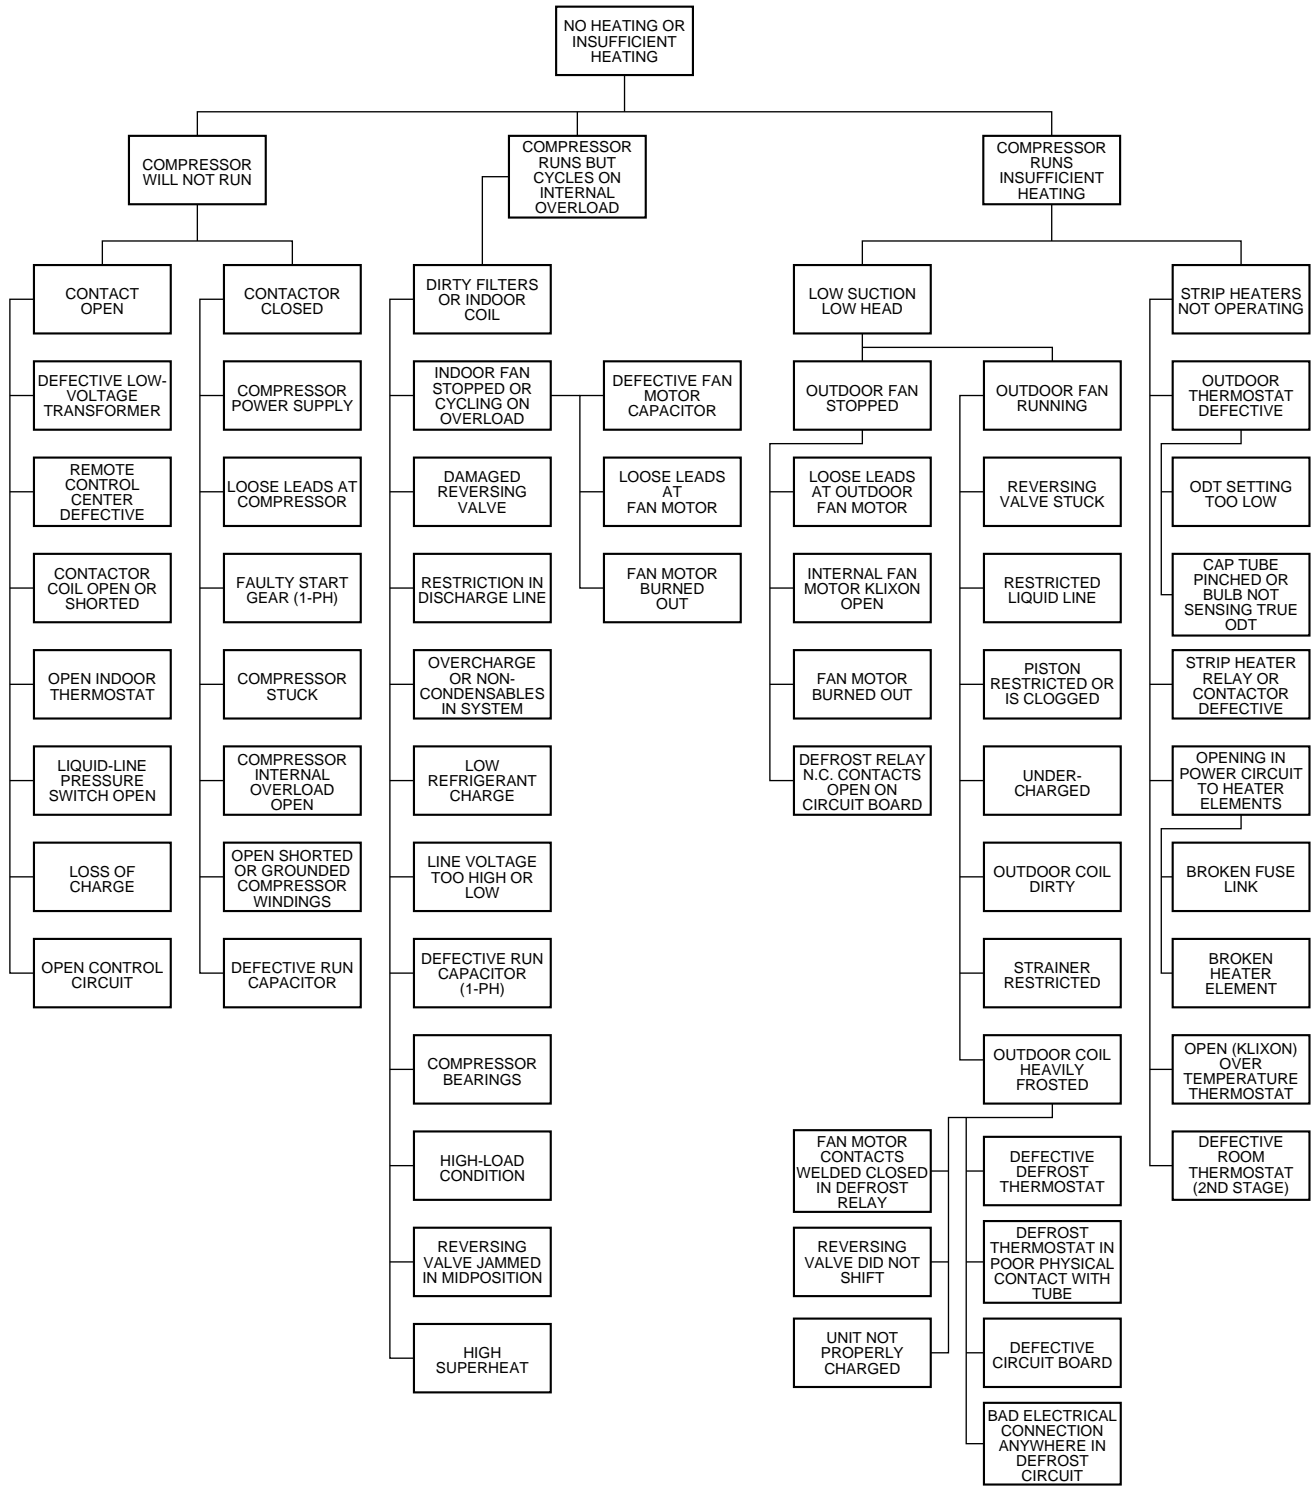 NO HEATING OR
INSUFFICIENT
HEATING
COMPRESSOR
WILL NOT RUN
COMPRESSOR
RUNS BUT
CYCLES ON
INTERNAL
OVERLOAD
COMPRESSOR
RUNS
INSUFFICIENT
HEATING
CONTACT
OPEN
DEFECTIVE LOW-
VOLTAGE
TRANSFORMER
REMOTE
CONTROL
CENTER
DEFECTIVE
CONTACTOR
COIL OPEN OR
SHORTED
OPEN INDOOR
THERMOSTAT
LIQUID-LINE
PRESSURE
SWITCH OPEN
LOSS OF
CHARGE
OPEN CONTROL
CIRCUIT
CONTACTOR
CLOSED
COMPRESSOR
POWER SUPPLY
LOOSE LEADS AT
COMPRESSOR
FAULTY START
GEAR (1-PH)
COMPRESSOR
STUCK
COMPRESSOR
INTERNAL
OVERLOAD
OPEN
OPEN SHORTED
OR GROUNDED
COMPRESSOR
WINDINGS
DEFECTIVE RUN
CAPACITOR
DIRTY FILTERS
OR INDOOR
COIL
INDOOR FAN
STOPPED OR
CYCLING ON
OVERLOAD
DAMAGED
REVERSING
VALVE
RESTRICTION IN
DISCHARGE LINE
OVERCHARGE
OR NON-
CONDENSABLES
IN SYSTEM
LOW
REFRIGERANT
CHARGE
LINE VOLTAGE
TOO HIGH OR
LOW
DEFECTIVE RUN
CAPACITOR
(1-PH)
COMPRESSOR
BEARINGS
HIGH-LOAD
CONDITION
REVERSING
VALVE JAMMED
IN MIDPOSITION
HIGH
SUPERHEAT
DEFECTIVE FAN
MOTOR
CAPACITOR
LOOSE LEADS
AT
FAN MOTOR
FAN MOTOR
BURNED
OUT
LOW SUCTION
LOW HEAD
OUTDOOR FAN
STOPPED
LOOSE LEADS
AT OUTDOOR
FAN MOTOR
INTERNAL FAN
MOTOR KLIXON
OPEN
FAN MOTOR
BURNED OUT
DEFROST RELAY
N.C. CONTACTS
OPEN ON
CIRCUIT BOARD
OUTDOOR FAN
RUNNING
REVERSING
VALVE STUCK
RESTRICTED
LIQUID LINE
PISTON
RESTRICTED OR
IS CLOGGED
UNDER-
CHARGED
OUTDOOR COIL
DIRTY
STRAINER
RESTRICTED
OUTDOOR COIL
HEAVILY
FROSTED
FAN MOTOR
CONTACTS
WELDED CLOSED
IN DEFROST
RELAY
REVERSING
VALVE DID NOT
SHIFT
UNIT NOT
PROPERLY
CHARGED
DEFECTIVE
DEFROST
THERMOSTAT
DEFROST
THERMOSTAT IN
POOR PHYSICAL
CONTACT WITH
TUBE
DEFECTIVE
CIRCUIT BOARD
BAD ELECTRICAL
CONNECTION
ANYWHERE IN
DEFROST
CIRCUIT
STRIP HEATERS
NOT OPERATING
OUTDOOR
THERMOSTAT
DEFECTIVE
ODT SETTING
TOO LOW
CAP TUBE
PINCHED OR
BULB NOT
SENSING TRUE
ODT
STRIP HEATER
RELAY OR
CONTACTOR
DEFECTIVE
OPENING IN
POWER CIRCUIT
TO HEATER
ELEMENTS
BROKEN FUSE
LINK
BROKEN
HEATER
ELEMENT
OPEN (KLIXON)
OVER
TEMPERATURE
THERMOSTAT
DEFECTIVE
ROOM
THERMOSTAT
(2ND STAGE)